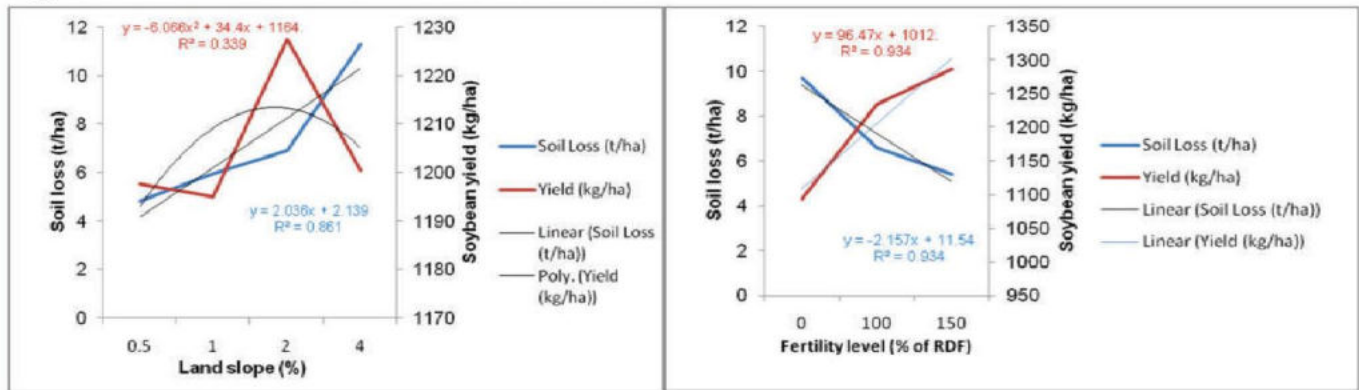 y = -6.066x² + 34.4x + 1164
R² = 0.339
12
10
8
6
4
2
0
Soil loss (t/ha)
1230
1220
1210
1200
1190
1180
1170
Soybean yield (kg/ha)
y = 2.036x + 2.139
R² = 0.861
0.5 1 2 4
Land slope (%)
Soil Loss (t/ha)
Yield (kg/ha)
Linear (Soil Loss
(t/ha))
Poly. (Yield
(kg/ha))
y = 96.47x + 1012.
R² = 0.934
12
10
8
6
4
2
0
Soil loss (t/ha)
1350
1300
1250
1200
1150
1100
1050
1000
950
Soybean yield (kg/ha)
y = -2.157x + 11.54
R² = 0.934
0 100 150
Fertility level (% of RDF)
Soil Loss (t/ha)
Yield (kg/ha)
Linear (Soil Loss (t/ha))
Linear (Yield (kg/ha))